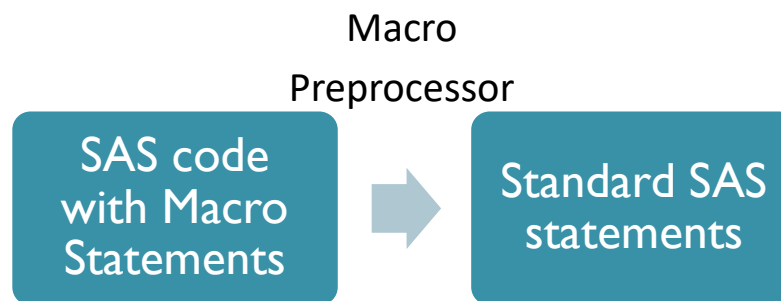 Macro
Preprocessor
SAS code
with Macro
Statements
Standard SAS
statements